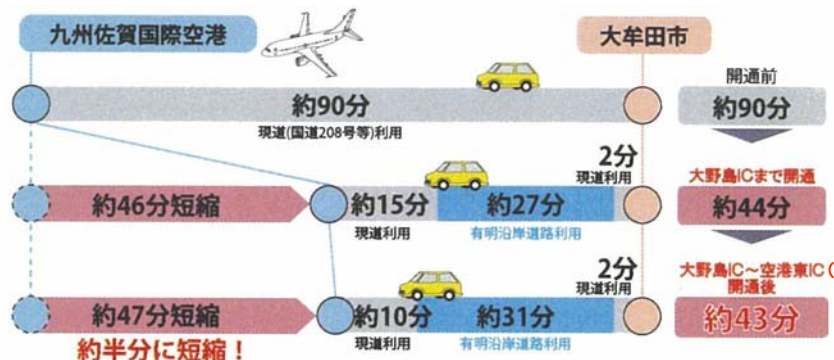 九州佐賀国際空港
大牟田市
開通前
約90分
約90分
現道(国道208号等)利用
2分
現道利用
大野島ICまで開通
約46分短縮
約15分
約27分
約44分
現道利用
有明沿岸道路利用
2分
現道利用
大野島IC～空港東IC
開通後
約47分短縮
約10分
約31分
約43分
約半分に短縮！
現道利用
有明沿岸道路利用